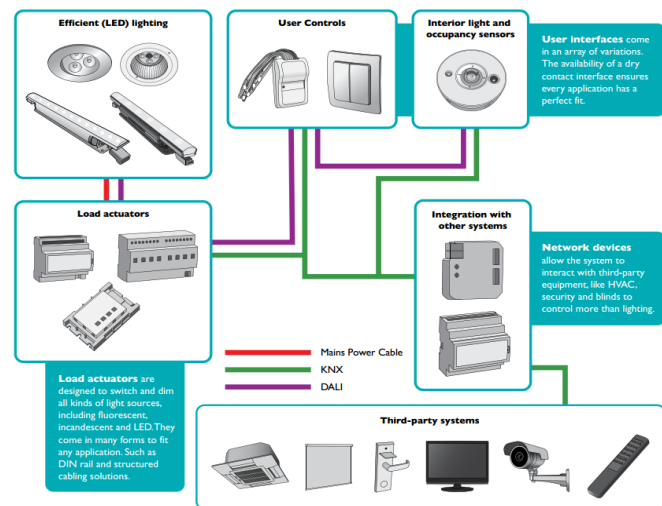 Efficient (LED) lighting
User Controls
Interior light and
occupancy sensors
User interfaces come
in an array of variations.
The availability of a dry
contact interface ensures
every application has a
perfect fit.
Load actuators
Integration with
other systems
Network devices
allow the system to
interact with third-party
equipment, like HVAC,
security and blinds to
control more than lighting.
Mains Power Cable
KNX
DALI
Load actuators are
designed to switch and dim
all kinds of light sources,
including fluorescent,
incandescent and LED. They
come in many forms to fit
any application. Such as
DIN rail and structured
cabling solutions.
Third-party systems